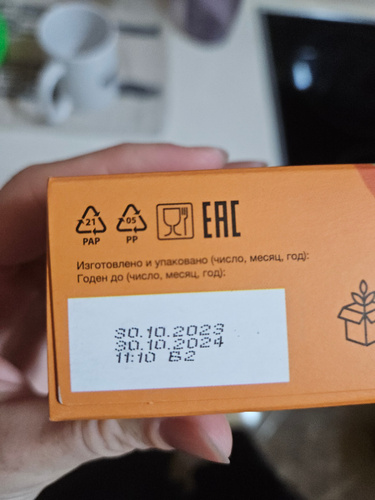 21
PAP
05
PP
EAC
Изготовлено и упаковано (число, месяц, год):
Годен до (число, месяц, год):
30.10.2023
30.10.2024
11:10 Б2